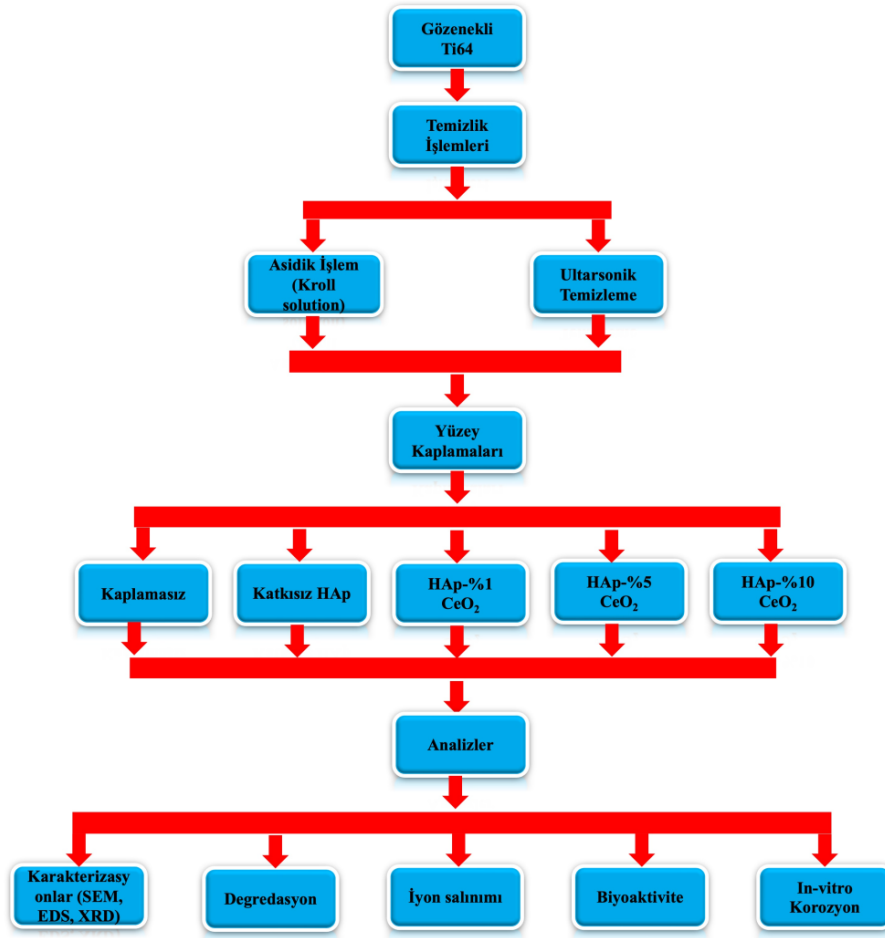 Gözenekli
Ti64
Temizlik
İşlemleri
Asidik İşlem
(Kroll
solution)
Ultarsonik
Temizleme
Yüzey
Kaplamaları
Kaplamasız
Katkısız HAp
HAp-%1
CeO₂
HAp-%5
CeO₂
HAp-%10
CeO₂
Analizler
Karakterizasy
onlar (SEM,
EDS, XRD)
Degredasyon
İyon salınımı
Biyoaktivite
In-vitro
Korozyon